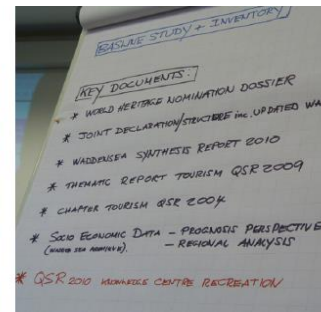 BASLINE STUDY + INVENTORY
KEY DOCUMENTS:
* WORLD HERITAGE NOMINATION DOSSIER
* JOINT DECLARATION/STRUCTURE inc. UPDATED WA
* WADDENSEA SYNTHESIS REPORT 2010
* THEMATIC REPORT TOURISM QSR 2009
* CHAPTER TOURISM QSR 2004
* SOCIO ECONOMIC DATA – PROGNOSIS PERSPECTIVE
– REGIONAL ANALYSIS
* QSR 2010 KNOWLEDGE CENTRE RECREATION